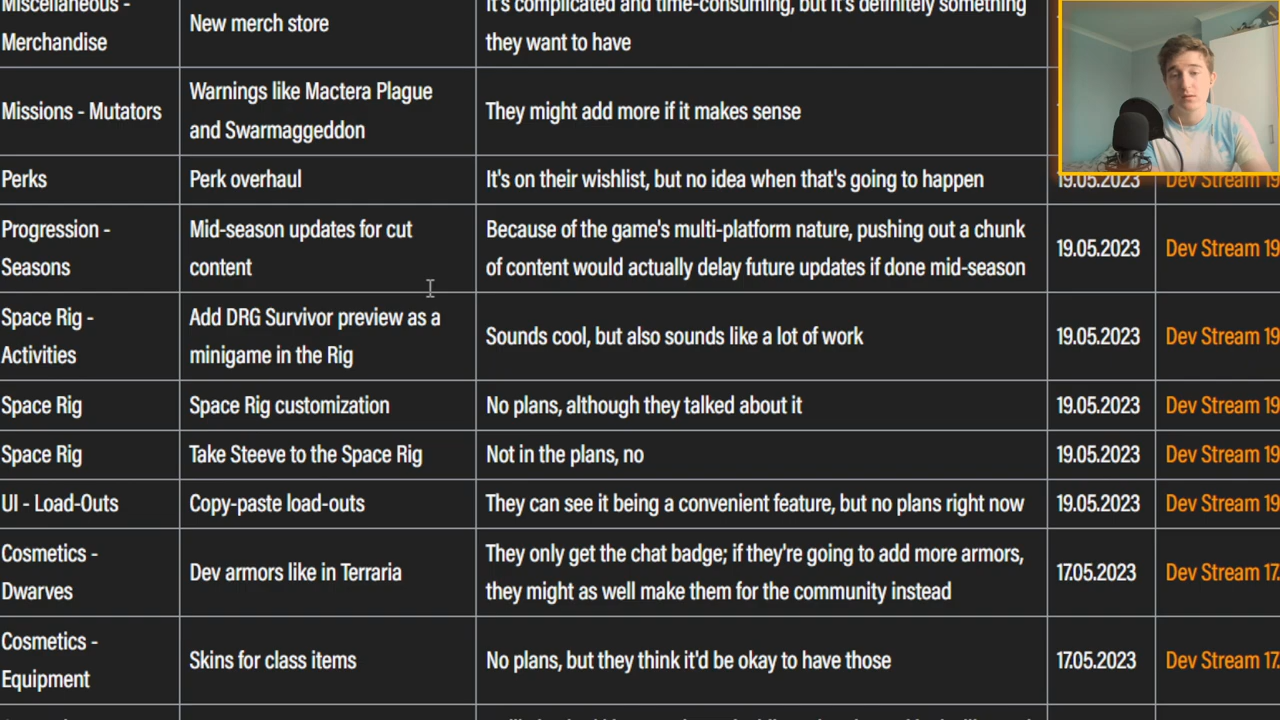 Miscellaneous -
Merchandise
New merch store
It's complicated and time-consuming, but it's definitely something
they want to have
Missions - Mutators
Warnings like Mactera Plague
and Swarmaggeddon
They might add more if it makes sense
Perks
Perk overhaul
It's on their wishlist, but no idea when that's going to happen
19.05.2023
Dev Stream 19
Progression -
Seasons
Mid-season updates for cut
content
Because of the game's multi-platform nature, pushing out a chunk
of content would actually delay future updates if done mid-season
19.05.2023
Dev Stream 19
Space Rig -
Activities
Add DRG Survivor preview as a
minigame in the Rig
Sounds cool, but also sounds like a lot of work
19.05.2023
Dev Stream 19
Space Rig
Space Rig customization
No plans, although they talked about it
19.05.2023
Dev Stream 19
Space Rig
Take Steeve to the Space Rig
Not in the plans, no
19.05.2023
Dev Stream 19
UI - Load-Outs
Copy-paste load-outs
They can see it being a convenient feature, but no plans right now
19.05.2023
Dev Stream 19
Cosmetics -
Dwarves
Dev armors like in Terraria
They only get the chat badge; if they're going to add more armors,
they might as well make them for the community instead
17.05.2023
Dev Stream 17.
Cosmetics -
Equipment
Skins for class items
No plans, but they think it'd be okay to have those
17.05.2023
Dev Stream 17.